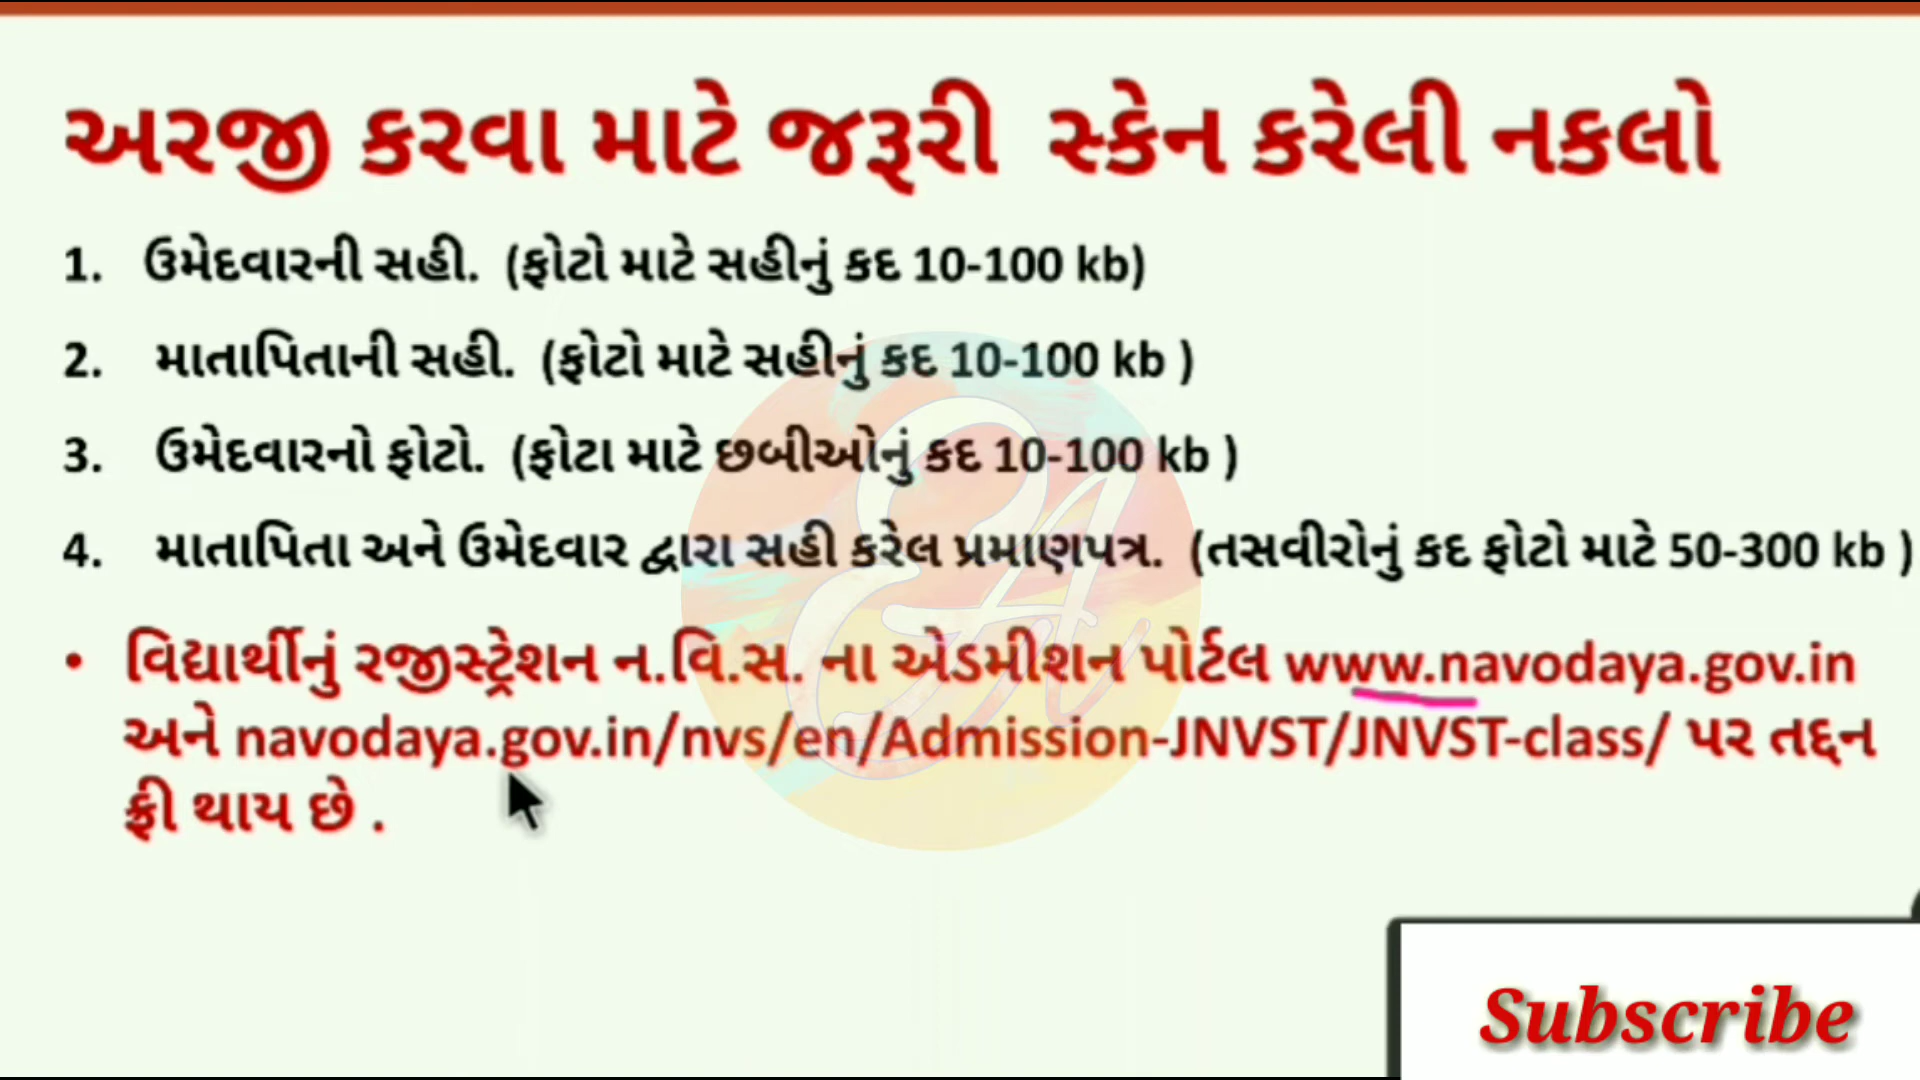 અરજી કરવા માટે જરૂરી સ્કેન કરેલી નકલો
1. ઉમેદવારની સહી. (ફોટો માટે સહીનું કદ 10-100 kb)
2. માતાપિતાની સહી. (ફોટો માટે સહીનું કદ 10-100 kb )
3. ઉમેદવારનો ફોટો. (ફોટા માટે છબીઓનું કદ 10-100 kb )
4. માતાપિતા અને ઉમેદવાર દ્વારા સહી કરેલ પ્રમાણપત્ર. (તસવીરોનું કદ ફોટો માટે 50-300 kb )
• વિદ્યાર્થીનું રજીસ્ટ્રેશન ન.વિ.સ. ના એડમીશન પોર્ટલ www.navodaya.gov.in
અને navodaya.gov.in/nvs/en/Admission-JNVST/JNVST-class/ પર તદ્દન
ફ્રી થાય છે .
EA
Subscribe